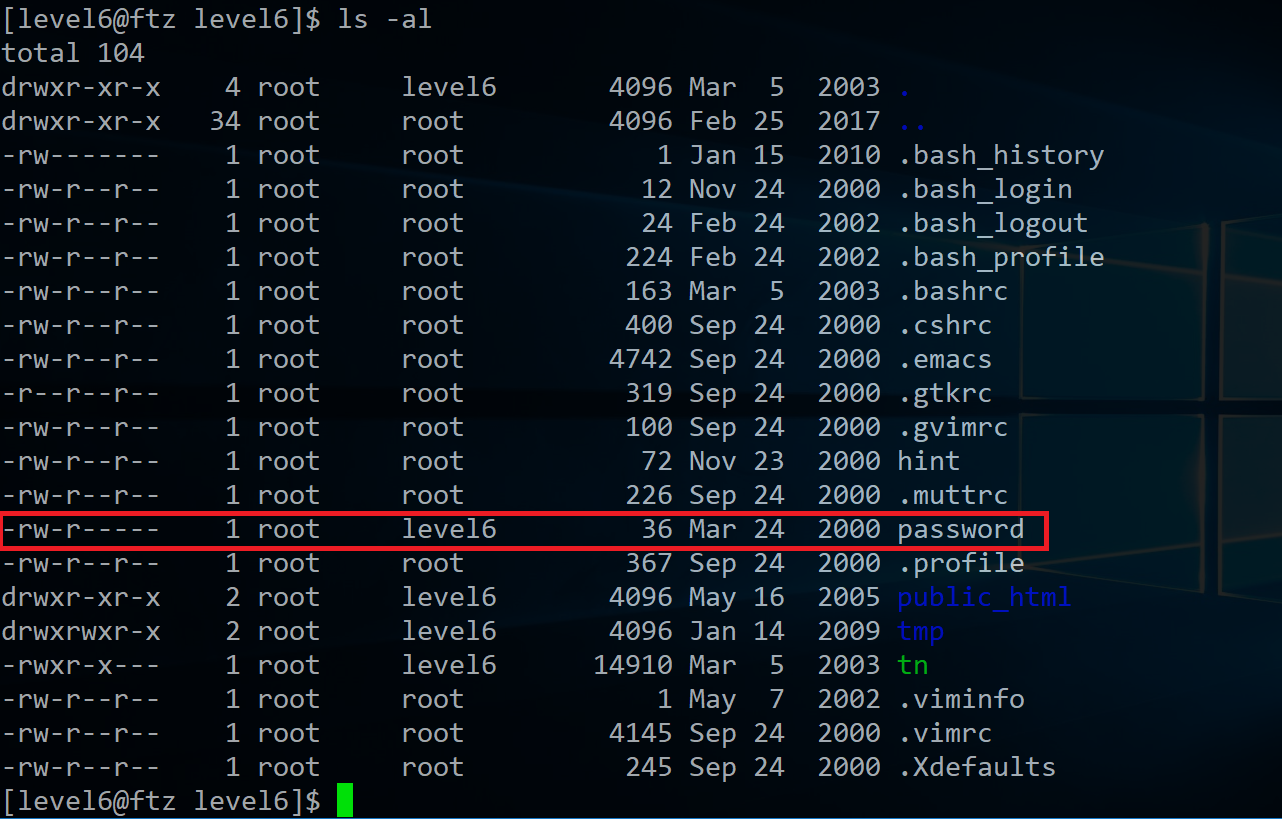 [level6@ftz level6]$ ls -al
total 104
drwxr-xr-x    4 root     level6       4096 Mar  5  2003 .
drwxr-xr-x   34 root     root         4096 Feb 25  2017 ..
-rw-------    1 root     root            1 Jan 15  2010 .bash_history
-rw-r--r--    1 root     root           12 Nov 24  2000 .bash_login
-rw-r--r--    1 root     root           24 Feb 24  2002 .bash_logout
-rw-r--r--    1 root     root          224 Feb 24  2002 .bash_profile
-rw-r--r--    1 root     root          163 Mar  5  2003 .bashrc
-rw-r--r--    1 root     root          400 Sep 24  2000 .cshrc
-rw-r--r--    1 root     root         4742 Sep 24  2000 .emacs
-r--r--r--    1 root     root          319 Sep 24  2000 .gtkrc
-rw-r--r--    1 root     root          100 Sep 24  2000 .gvimrc
-rw-r--r--    1 root     root           72 Nov 23  2000 hint
-rw-r--r--    1 root     root          226 Sep 24  2000 .muttrc
-rw-r-----    1 root     level6         36 Mar 24  2000 password
-rw-r--r--    1 root     root          367 Sep 24  2000 .profile
drwxr-xr-x    2 root     level6       4096 May 16  2005 public_html
drwxrwxr-x    2 root     level6       4096 Jan 14  2009 tmp
-rwxr-x---    1 root     level6      14910 Mar  5  2003 tn
-rw-r--r--    1 root     root            1 May  7  2002 .viminfo
-rw-r--r--    1 root     root         4145 Sep 24  2000 .vimrc
-rw-r--r--    1 root     root          245 Sep 24  2000 .Xdefaults
[level6@ftz level6]$